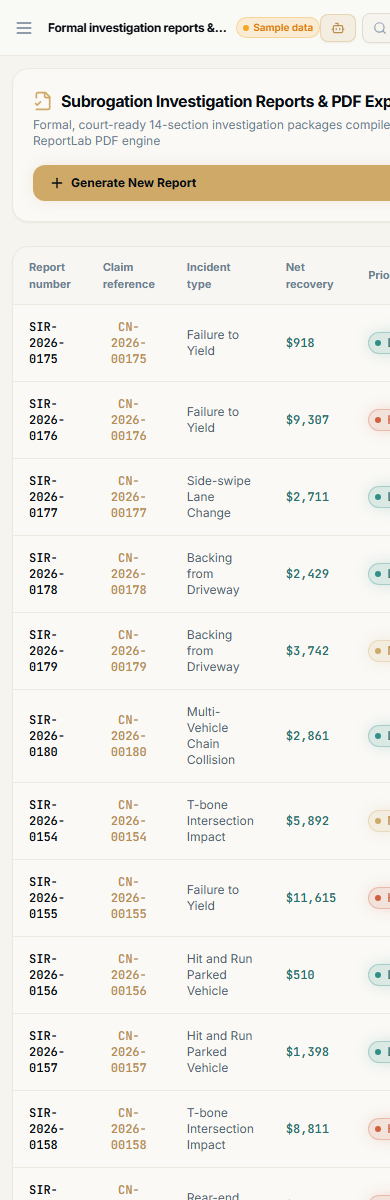 Formal investigation reports &... Sample data
Subrogation Investigation Reports & PDF Exp
Formal, court-ready 14-section investigation packages compile
ReportLab PDF engine
+ Generate New Report
Report number Claim reference Incident type Net recovery Prio
SIR-2026-0175 CN-2026-00175 Failure to Yield $918
SIR-2026-0176 CN-2026-00176 Failure to Yield $9,307
SIR-2026-0177 CN-2026-00177 Side-swipe Lane Change $2,711
SIR-2026-0178 CN-2026-00178 Backing from Driveway $2,429
SIR-2026-0179 CN-2026-00179 Backing from Driveway $3,742
SIR-2026-0180 CN-2026-00180 Multi-Vehicle Chain Collision $2,861
SIR-2026-0154 CN-2026-00154 T-bone Intersection Impact $5,892
SIR-2026-0155 CN-2026-00155 Failure to Yield $11,615
SIR-2026-0156 CN-2026-00156 Hit and Run Parked Vehicle $510
SIR-2026-0157 CN-2026-00157 Hit and Run Parked Vehicle $1,398
SIR-2026-0158 CN-2026-00158 T-bone Intersection Impact $8,811
SIR- CN- Rear-end